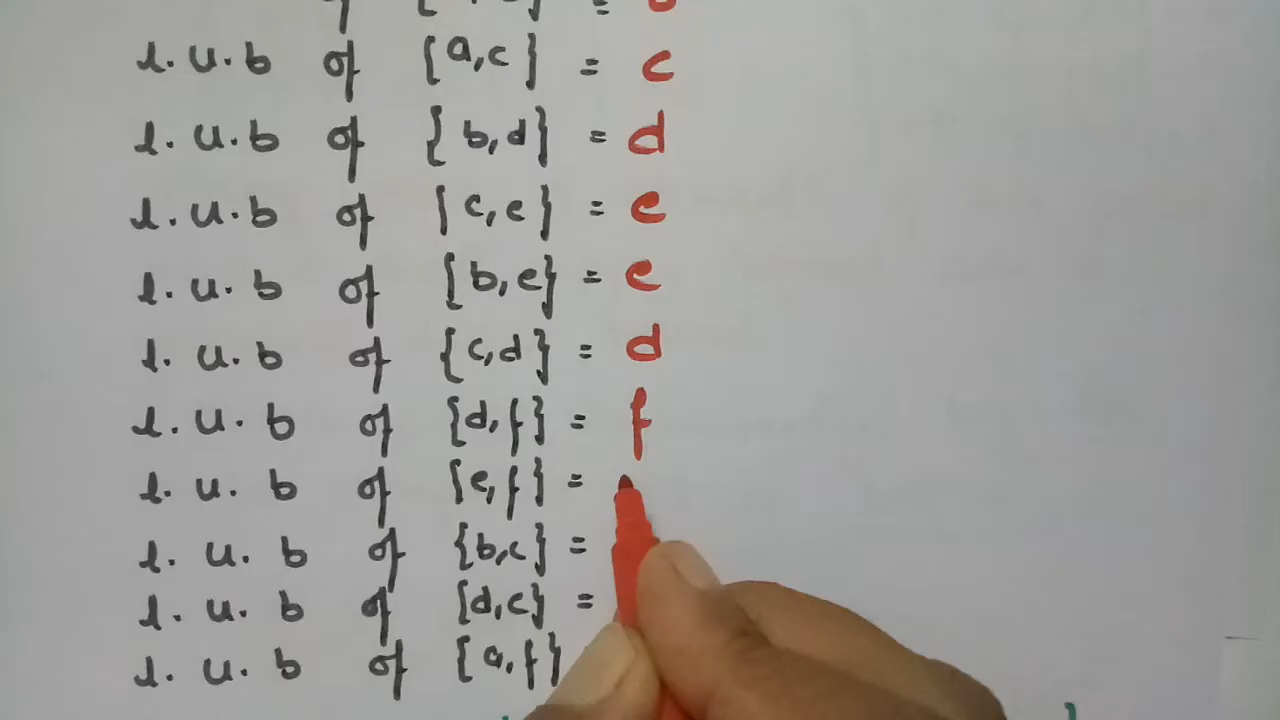 l.u.b of {a,c} = c
l.u.b of {b,d} = d
l.u.b of {c,e} = e
l.u.b of {b,e} = e
l.u.b of {c,d} = d
l.u.b of {d,f} = f
l.u.b of {e,f} =
l.u.b of {b,c} =
l.u.b of {d,e} =
l.u.b of {a,f}